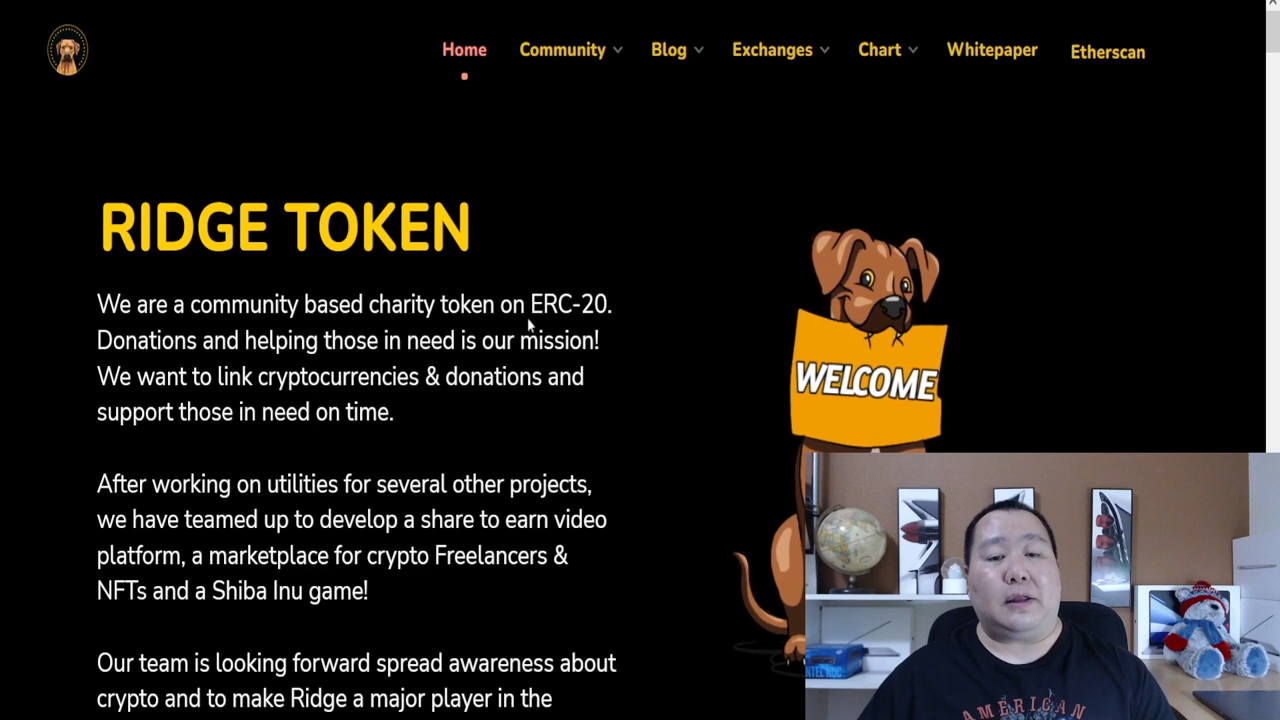 Home Community Blog Exchanges Chart Whitepaper Etherscan
RIDGE TOKEN
We are a community based charity token on ERC-20.
Donations and helping those in need is our mission!
We want to link cryptocurrencies & donations and
support those in need on time.
After working on utilities for several other projects,
we have teamed up to develop a share to earn video
platform, a marketplace for crypto Freelancers &
NFTs and a Shiba Inu game!
Our team is looking forward spread awareness about
crypto and to make Ridge a major player in the
WELCOME
INTEL NUC
AMERICAN